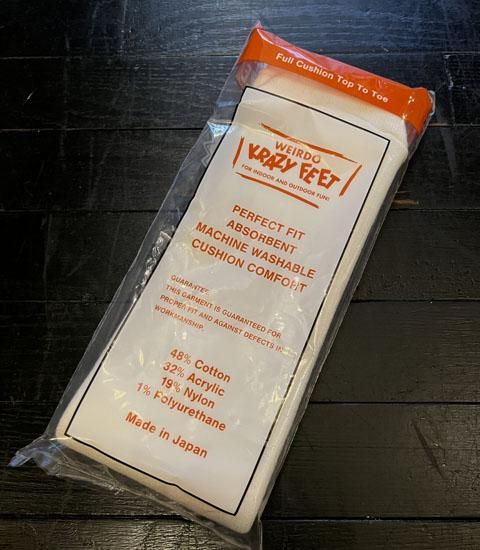 Full Cushion Top To Toe
WEIRDO
KRAZY FEET
FOR INDOOR AND OUTDOOR FUN!
PERFECT FIT
ABSORBENT
MACHINE WASHABLE
CUSHION COMFORT
GUARANTEE:
THIS GARMENT IS GUARANTEED FOR
PROPER FIT AND AGAINST DEFECTS IN
WORKMANSHIP.
48% Cotton
32% Acrylic
19% Nylon
1% Polyurethane
Made in Japan